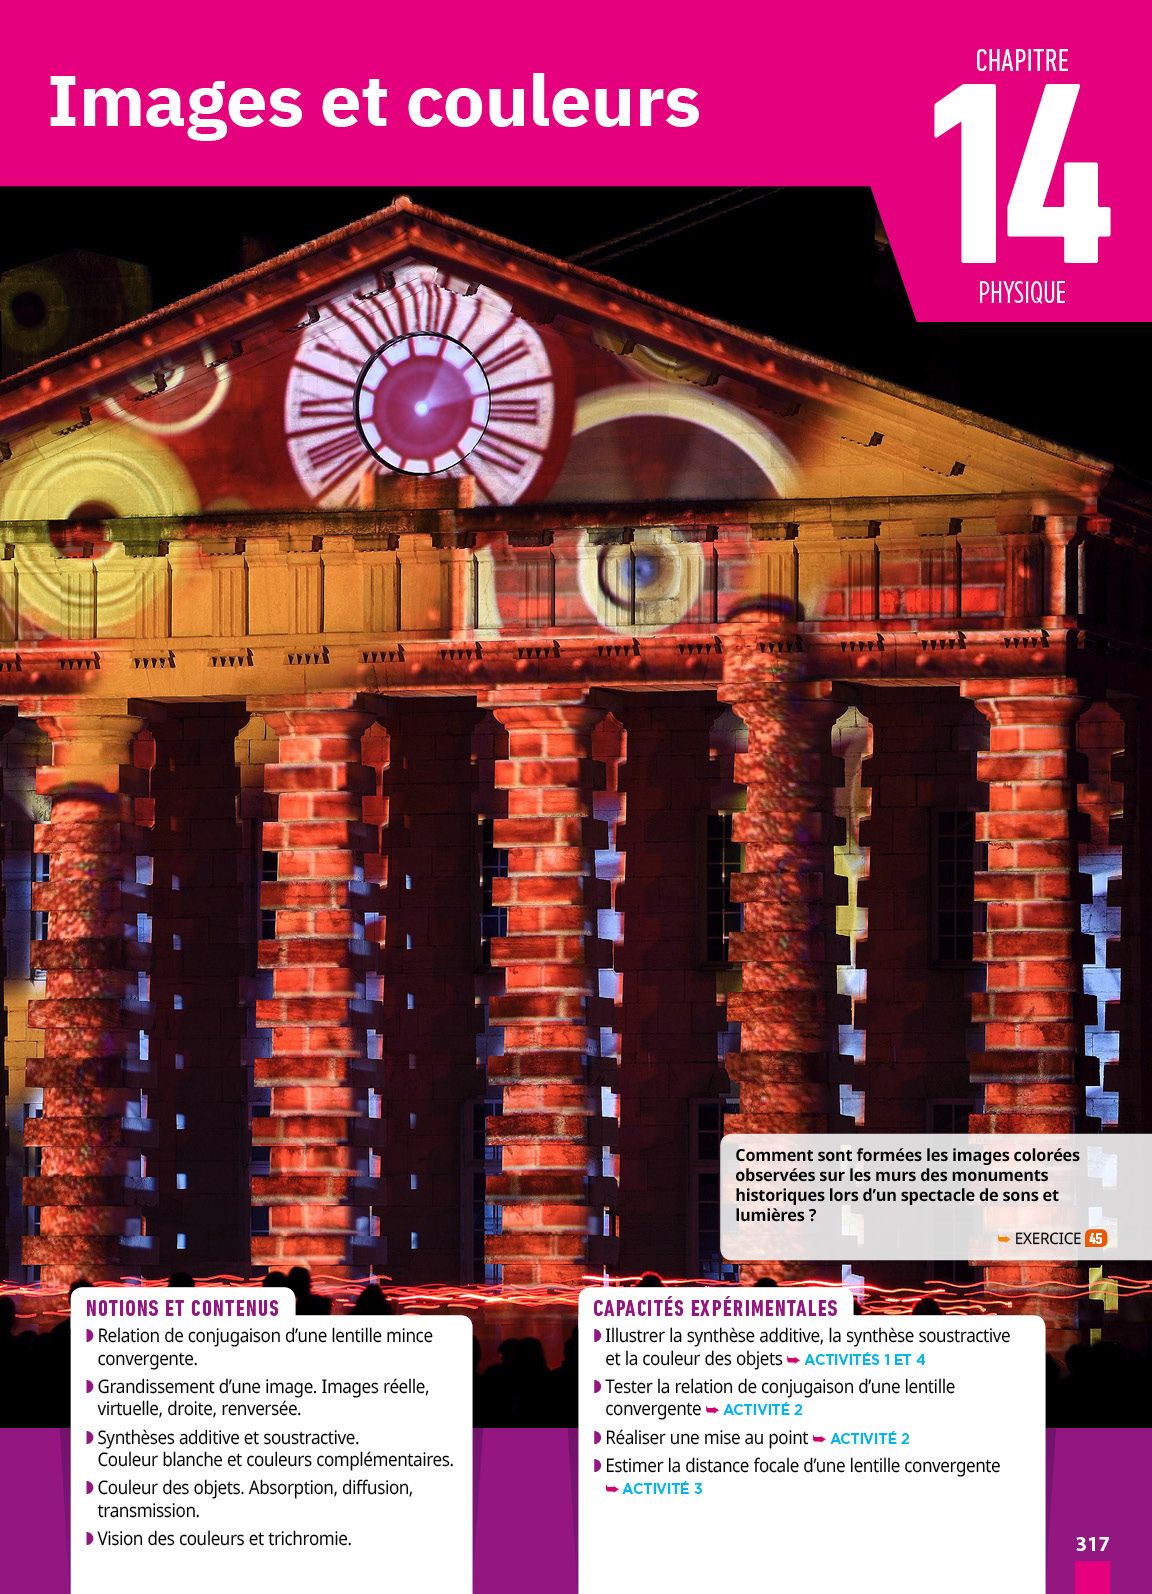 Images et couleurs
CHAPITRE
14
PHYSIQUE
Comment sont formées les images colorées
observées sur les murs des monuments
historiques lors d'un spectacle de sons et
lumières ?
➥ EXERCICE 45
NOTIONS ET CONTENUS
Relation de conjugaison d'une lentille mince
convergente.
Grandissement d'une image. Images réelle,
virtuelle, droite, renversée.
Synthèses additive et soustractive.
Couleur blanche et couleurs complémentaires.
Couleur des objets. Absorption, diffusion,
transmission.
Vision des couleurs et trichromie.
CAPACITÉS EXPÉRIMENTALES
Illustrer la synthèse additive, la synthèse soustractive
et la couleur des objets ➥ ACTIVITÉS 1 ET 4
Tester la relation de conjugaison d'une lentille
convergente ➥ ACTIVITÉ 2
Réaliser une mise au point ➥ ACTIVITÉ 2
Estimer la distance focale d'une lentille convergente
➥ ACTIVITÉ 3
317